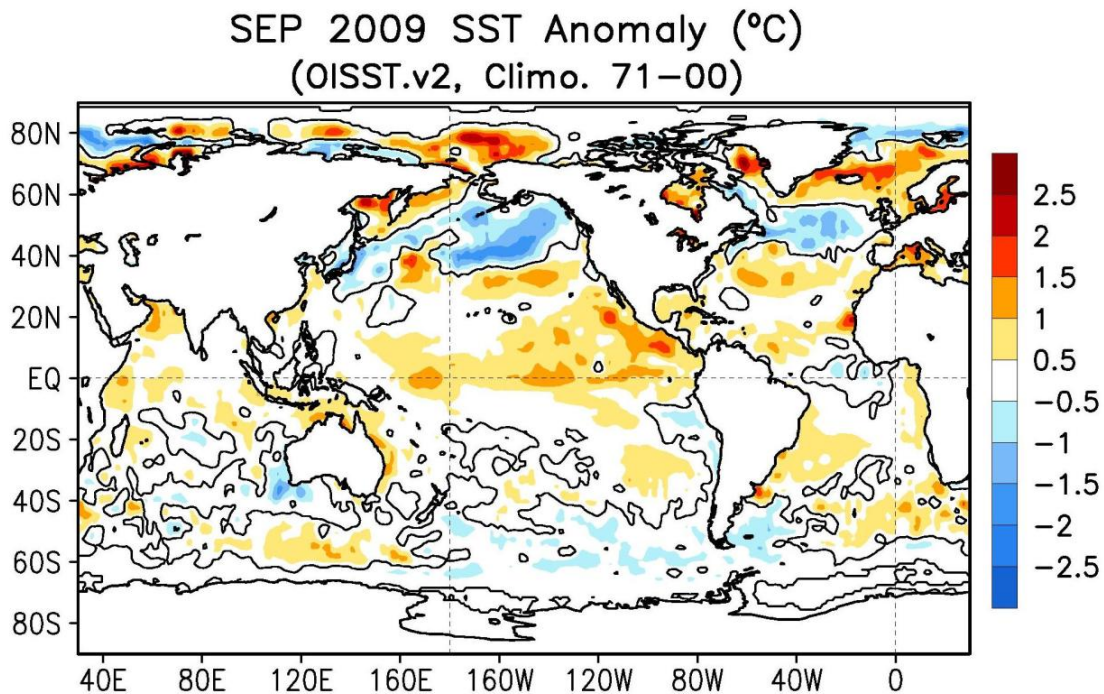 SEP 2009 SST Anomaly (ºC)
(OISST.v2, Climo. 71-00)
80N
60N
40N
20N
EQ
20S
40S
60S
80S
2.5
2
1.5
1
0.5
-0.5
-1
-1.5
-2
-2.5
40E 80E 120E 160E 160W 120W 80W 40W 0